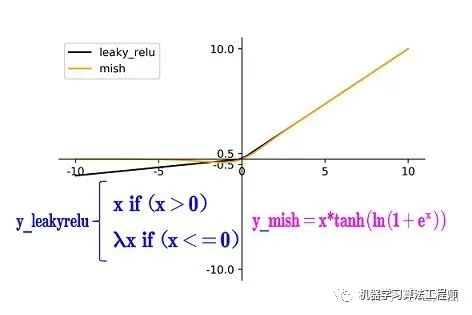 leaky_relu
mish
10.0
0.5
-0.5
-10 -5 0 5 10
y_leakyrelu
x if (x>0)
λx if (x<=0)
y_mish=x*tanh(ln(1+eˣ))
-10.0
机器学习算法工程师